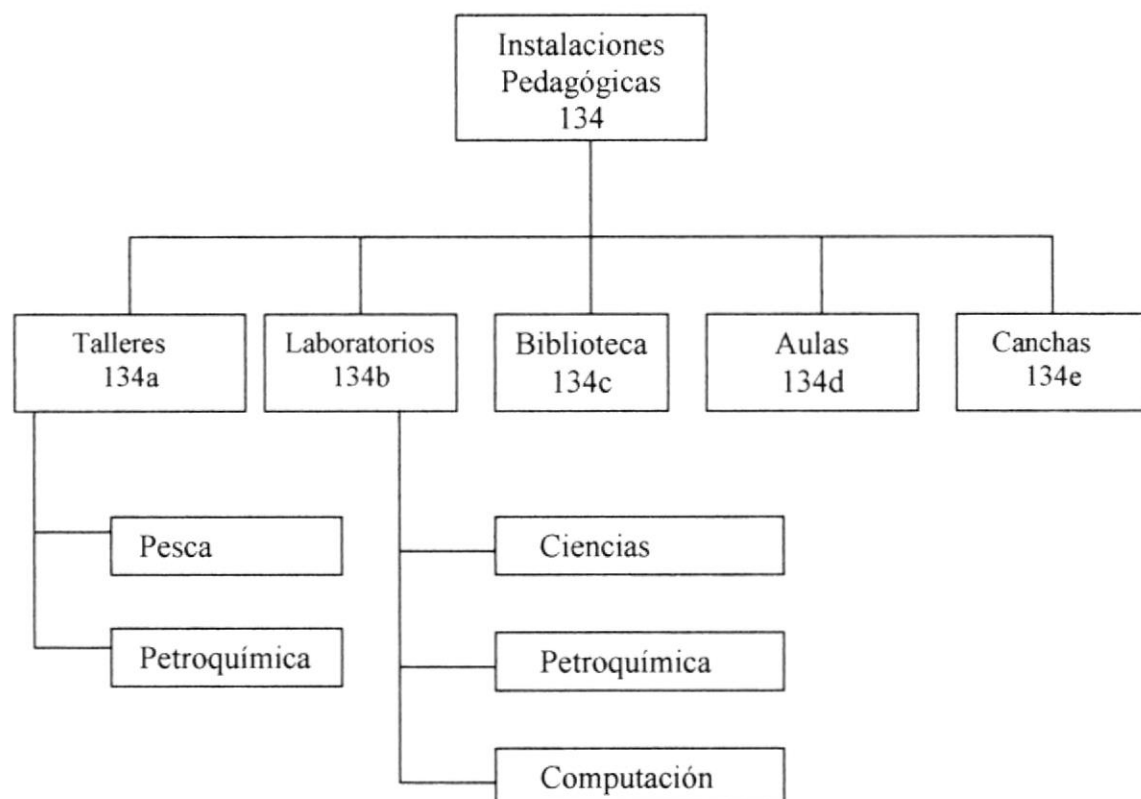 Instalaciones
Pedagógicas
134
Talleres
134a
Laboratorios
134b
Biblioteca
134c
Aulas
134d
Canchas
134e
Pesca
Petroquímica
Ciencias
Petroquímica
Computación